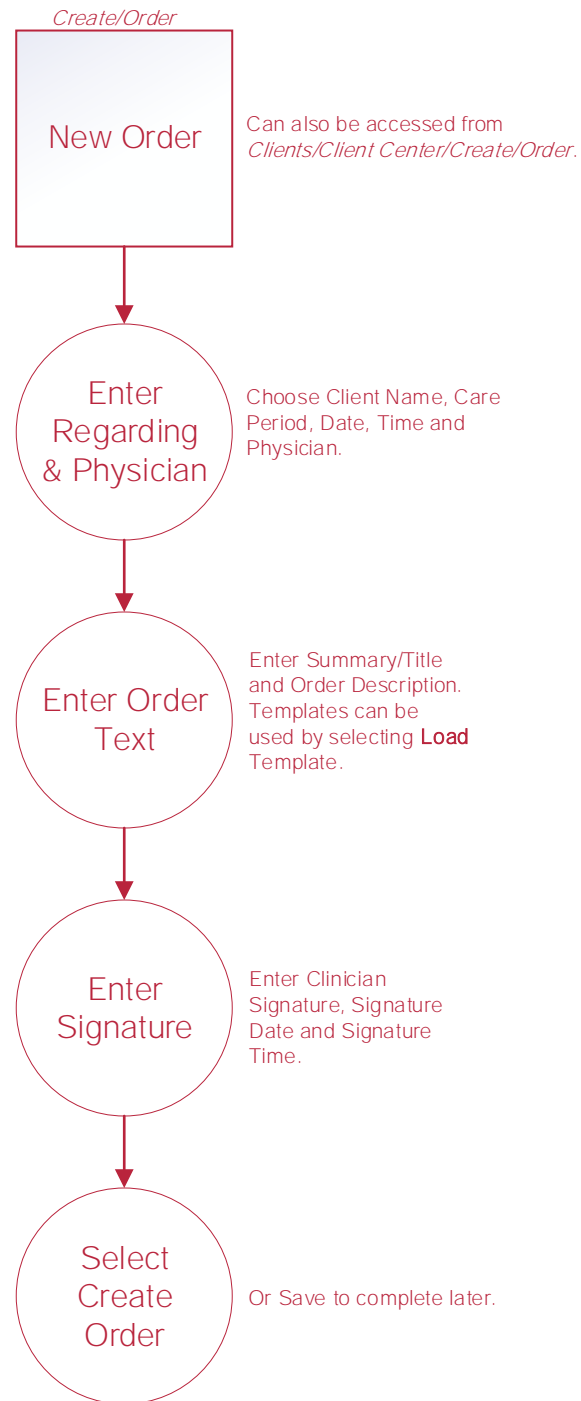 Create/Order
New Order
Can also be accessed from
Clients/Client Center/Create/Order.
Enter
Regarding
& Physician
Choose Client Name, Care
Period, Date, Time and
Physician.
Enter Order
Text
Enter Summary/Title
and Order Description.
Templates can be
used by selecting Load
Template.
Enter
Signature
Enter Clinician
Signature, Signature
Date and Signature
Time.
Select
Create
Order
Or Save to complete later.